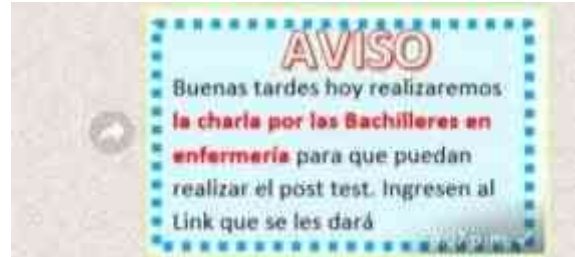 AVISO
Buenas tardes hoy realizaremos
la charla por las Bachilleres en
enfermería para que puedan
realizar el post test. Ingresen al
Link que se les dará